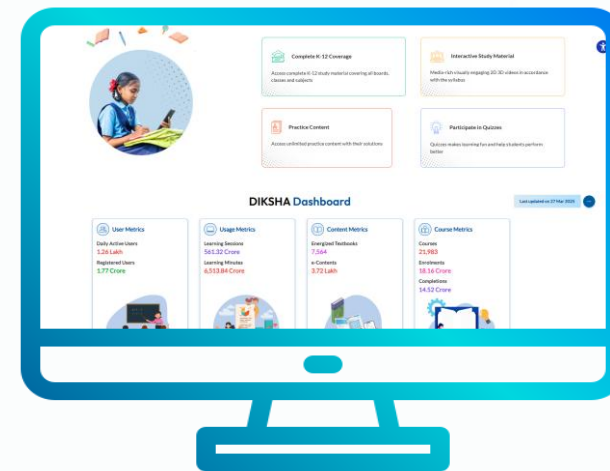 Complete K-12 Coverage
Access complete K-12 study material covering all boards,
classes and subjects
Interactive Study Material
Media-rich visually engaging 2D 3D videos in accordance
with the syllabus
Practice Content
Access unlimited practice content with their solutions
Participate in Quizzes
Quizzes makes learning fun and help students perform
better
DIKSHA Dashboard
Last updated on 27 Mar 2025
User Metrics
Daily Active Users
1.26 Lakh
Registered Users
1.77 Crore
Usage Metrics
Learning Sessions
561.32 Crore
Learning Minutes
6,513.84 Crore
Content Metrics
Energized Textbooks
7,564
e-Contents
3.72 Lakh
Course Metrics
Courses
21,983
Enrolments
18.16 Crore
Completions
14.52 Crore